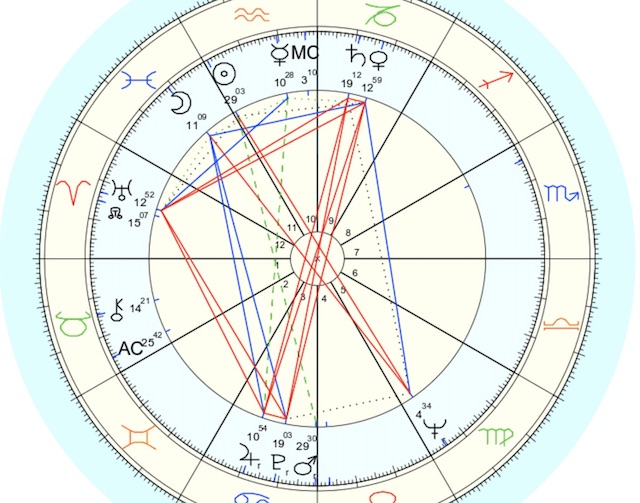 ♒ ♑
☿ MC ♄ ♀
☉
10 28 3 10 19 12 12 59
♓ ♐
29 03
☽
11 09
♈ ♅ 12 52 ♏
☊ 15 07
11 10 9 8
12 7
1 6
2 3 4 5
⚷ 14 21
♉ ♎
AC 25 42
4 34
♊ ♆ ♍
10 54 19 03 29 30
♃ r ♇ r ♂ r
♋ ♌